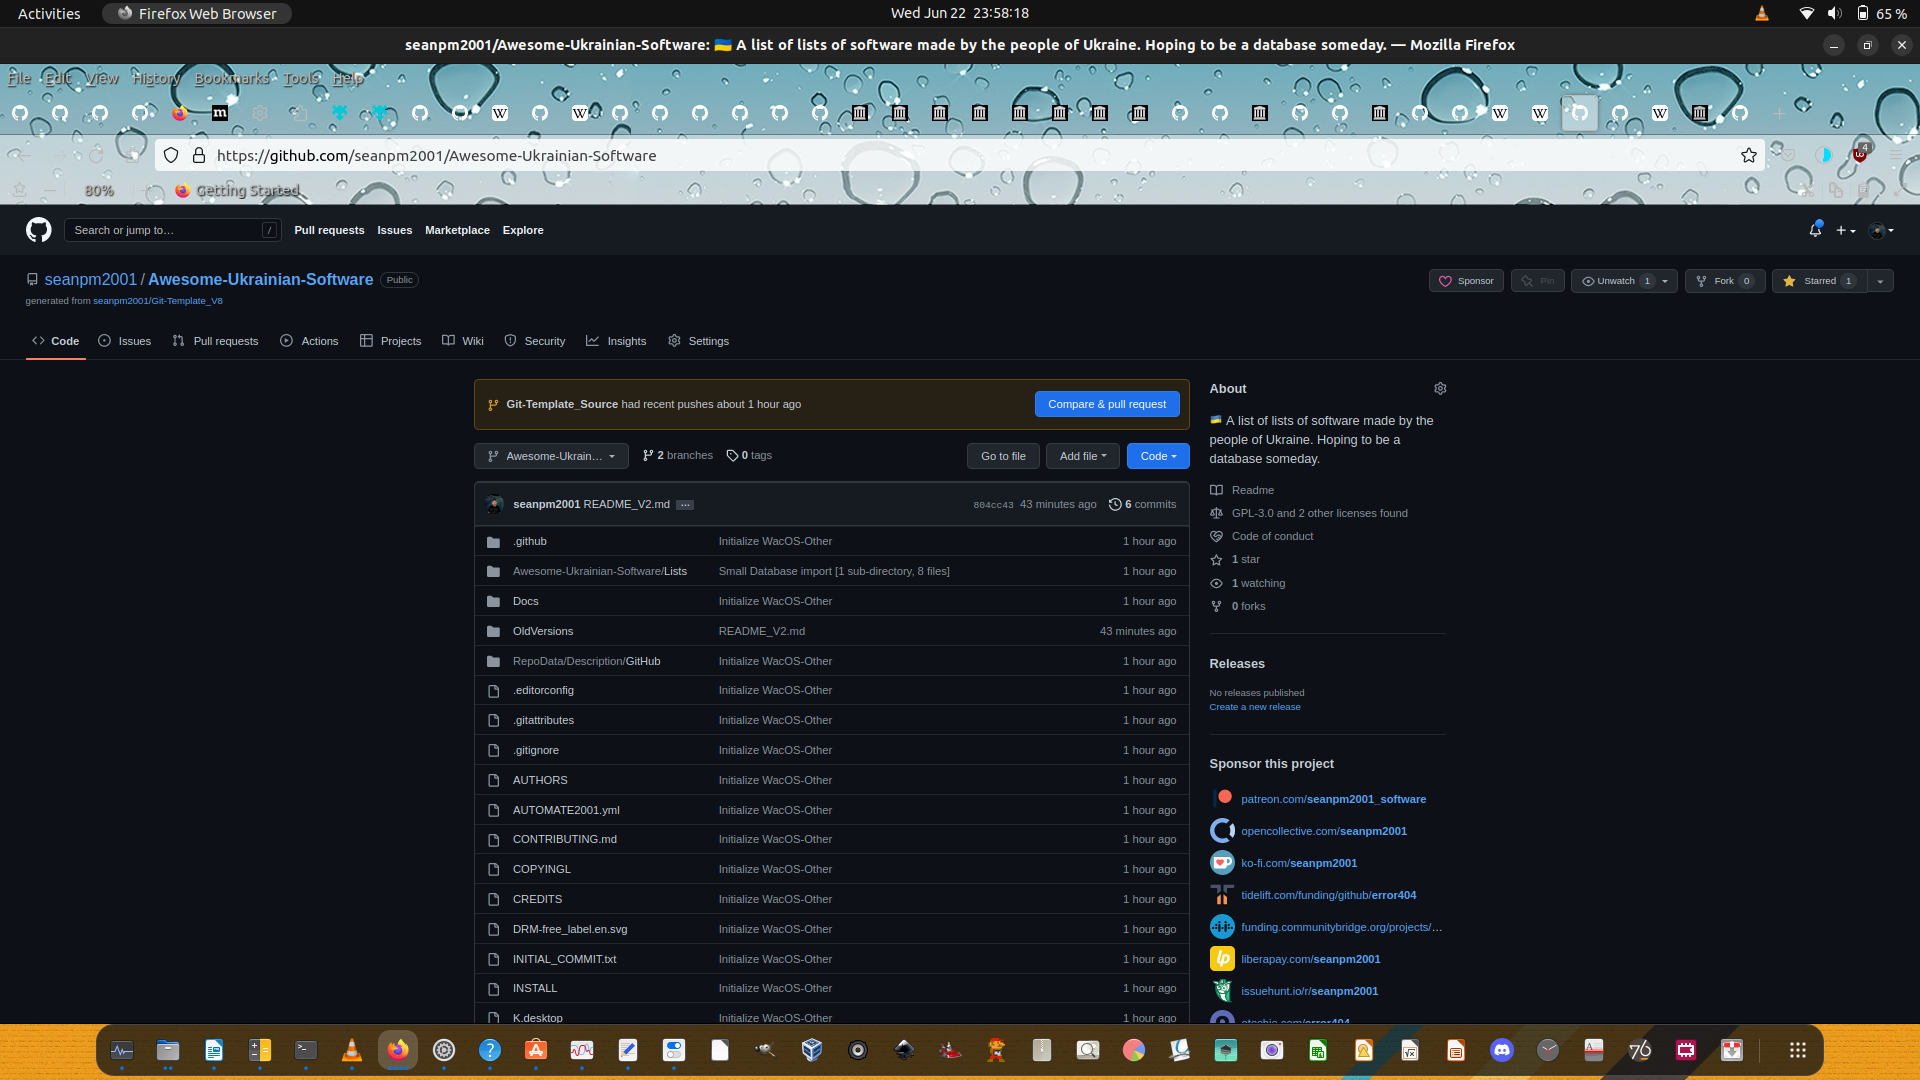 Activities
Firefox Web Browser
Wed Jun 22 23:58:18
65 %
seanpm2001/Awesome-Ukrainian-Software: 🇺🇦 A list of lists of software made by the people of Ukraine. Hoping to be a database someday. — Mozilla Firefox
File Edit View History Bookmarks Tools Help
https://github.com/seanpm2001/Awesome-Ukrainian-Software
4
80%
Getting Started
Search or jump to…
/
Pull requests Issues Marketplace Explore
seanpm2001 / Awesome-Ukrainian-Software Public
generated from seanpm2001/Git-Template_V8
Sponsor
Pin
Unwatch 1
Fork 0
Starred 1
Code
Issues
Pull requests
Actions
Projects
Wiki
Security
Insights
Settings
Git-Template_Source had recent pushes about 1 hour ago
Compare & pull request
Awesome-Ukrain…
2 branches
0 tags
Go to file
Add file
Code
seanpm2001 README_V2.md …
804cc43 43 minutes ago
6 commits
.github Initialize WacOS-Other 1 hour ago
Awesome-Ukrainian-Software/Lists Small Database import [1 sub-directory, 8 files] 1 hour ago
Docs Initialize WacOS-Other 1 hour ago
OldVersions README_V2.md 43 minutes ago
RepoData/Description/GitHub Initialize WacOS-Other 1 hour ago
.editorconfig Initialize WacOS-Other 1 hour ago
.gitattributes Initialize WacOS-Other 1 hour ago
.gitignore Initialize WacOS-Other 1 hour ago
AUTHORS Initialize WacOS-Other 1 hour ago
AUTOMATE2001.yml Initialize WacOS-Other 1 hour ago
CONTRIBUTING.md Initialize WacOS-Other 1 hour ago
COPYINGL Initialize WacOS-Other 1 hour ago
CREDITS Initialize WacOS-Other 1 hour ago
DRM-free_label.en.svg Initialize WacOS-Other 1 hour ago
INITIAL_COMMIT.txt Initialize WacOS-Other 1 hour ago
INSTALL Initialize WacOS-Other 1 hour ago
K.desktop Initialize WacOS-Other 1 hour ago
About
🇺🇦 A list of lists of software made by the
people of Ukraine. Hoping to be a
database someday.
Readme
GPL-3.0 and 2 other licenses found
Code of conduct
1 star
1 watching
0 forks
Releases
No releases published
Create a new release
Sponsor this project
patreon.com/seanpm2001_software
opencollective.com/seanpm2001
ko-fi.com/seanpm2001
tidelift.com/funding/github/error404
funding.communitybridge.org/projects/…
liberapay.com/seanpm2001
issuehunt.io/r/seanpm2001
otechie.com/error404
76